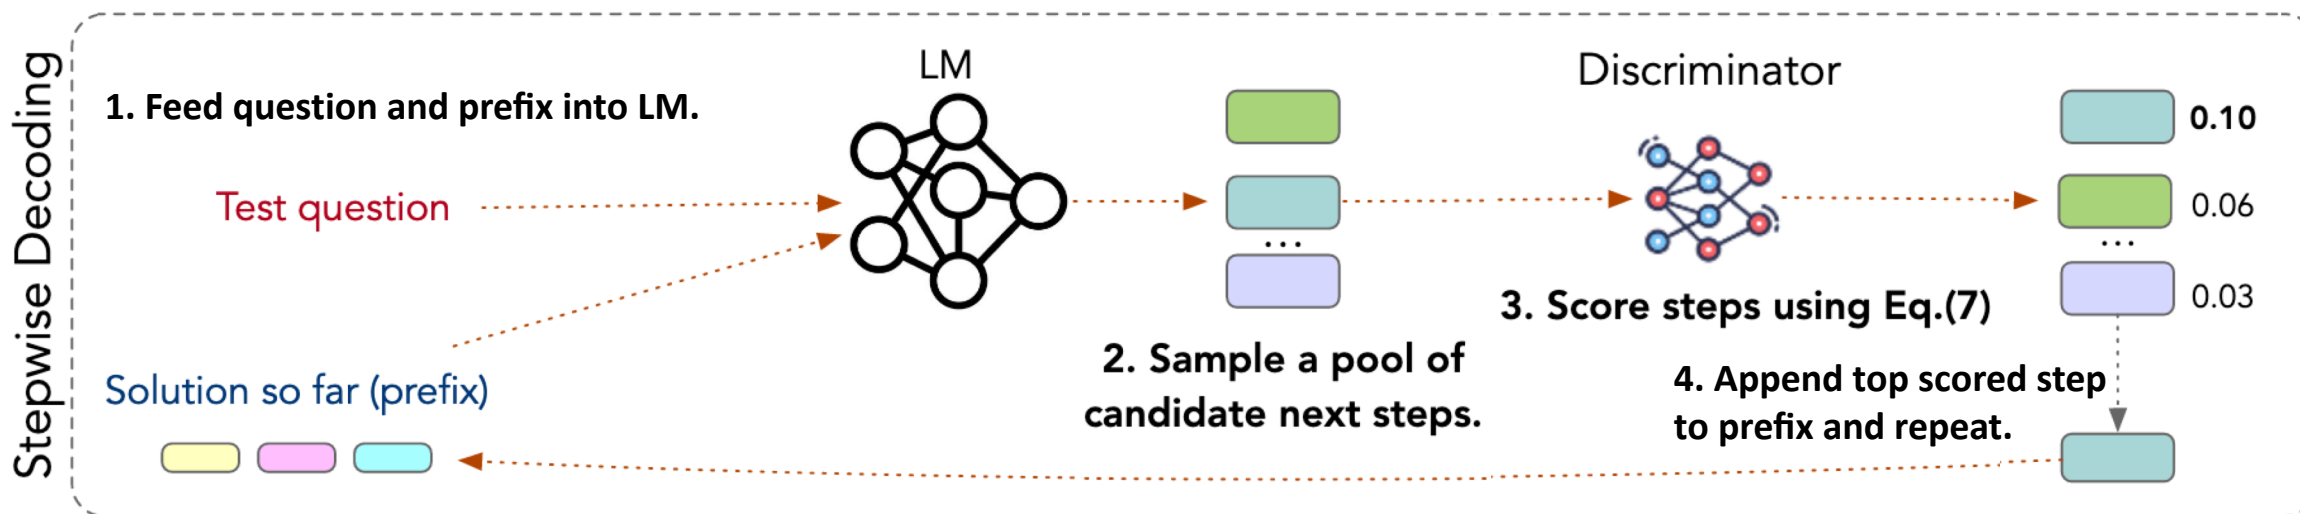 Stepwise Decoding
1. Feed question and prefix into LM.
Test question
Solution so far (prefix)
LM
...
2. Sample a pool of
candidate next steps.
Discriminator
3. Score steps using Eq.(7)
0.10
0.06
...
0.03
4. Append top scored step
to prefix and repeat.